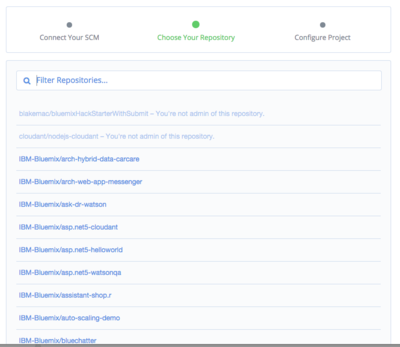 Connect Your SCM
Choose Your Repository
Configure Project
Filter Repositories...
blakemac/bluemixHackStarterWithSubmit – You're not admin of this repository.
cloudant/nodejs-cloudant – You're not admin of this repository.
IBM-Bluemix/arch-hybrid-data-carcare
IBM-Bluemix/arch-web-app-messenger
IBM-Bluemix/ask-dr-watson
IBM-Bluemix/asp.net5-cloudant
IBM-Bluemix/asp.net5-helloworld
IBM-Bluemix/asp.net5-watsonqa
IBM-Bluemix/assistant-shop.r
IBM-Bluemix/auto-scaling-demo
IBM-Bluemix/bluechatter